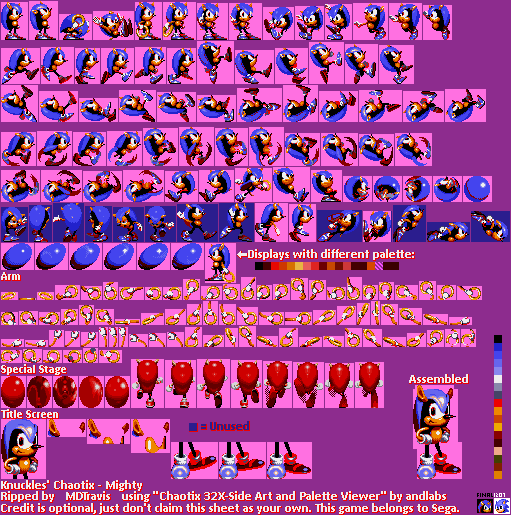 ←Displays with different palette:
Arm
Special Stage
Assembled
Title Screen
= Unused
Knuckles' Chaotix - Mighty
Ripped by MDTravis using "Chaotix 32X-Side Art and Palette Viewer" by andlabs
Credit is optional, just don't claim this sheet as your own. This game belongs to Sega.